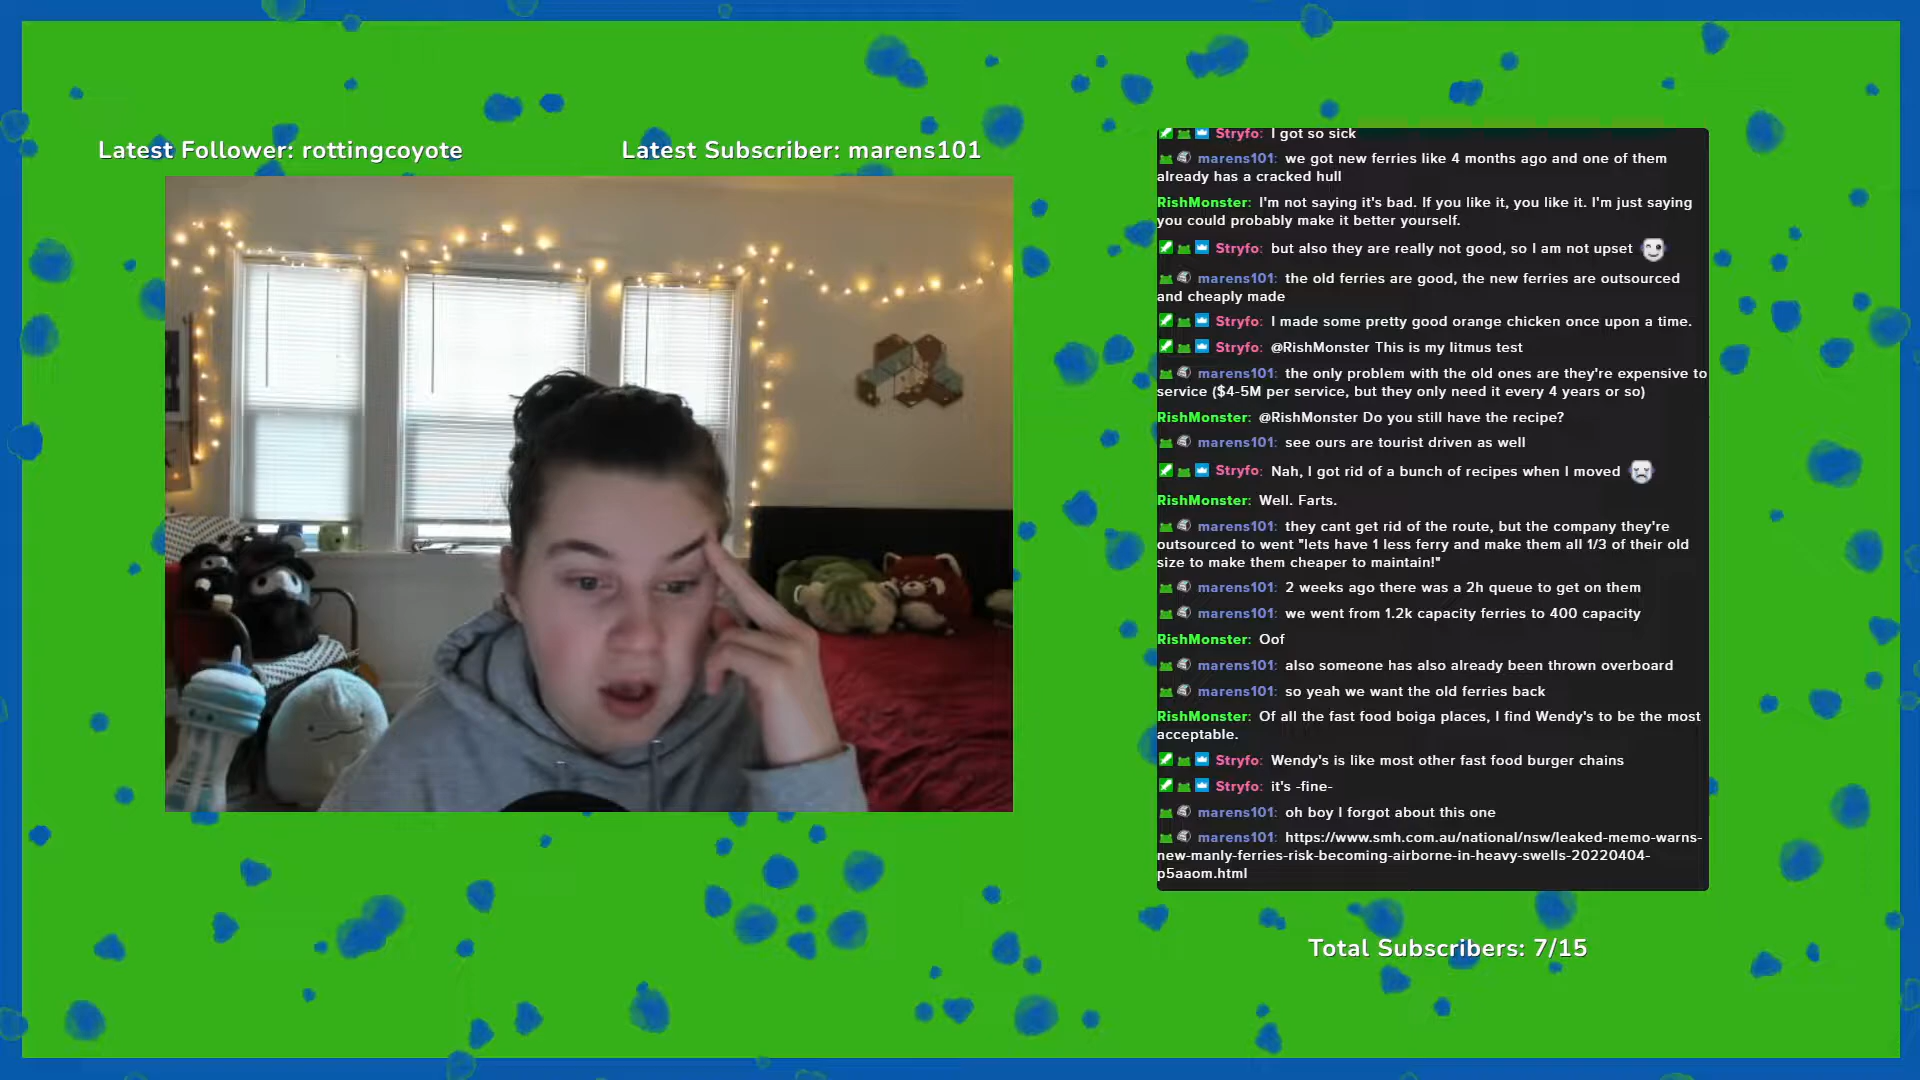 Latest Follower: rottingcoyote
Latest Subscriber: marens101
Stryfo: I got so sick
marens101: we got new ferries like 4 months ago and one of them
already has a cracked hull
RishMonster: I'm not saying it's bad. If you like it, you like it. I'm just saying
you could probably make it better yourself.
Stryfo: but also they are really not good, so I am not upset
marens101: the old ferries are good, the new ferries are outsourced
and cheaply made
Stryfo: I made some pretty good orange chicken once upon a time.
Stryfo: @RishMonster This is my litmus test
marens101: the only problem with the old ones are they're expensive to
service ($4-5M per service, but they only need it every 4 years or so)
RishMonster: @RishMonster Do you still have the recipe?
marens101: see ours are tourist driven as well
Stryfo: Nah, I got rid of a bunch of recipes when I moved
RishMonster: Well. Farts.
marens101: they cant get rid of the route, but the company they're
outsourced to went "lets have 1 less ferry and make them all 1/3 of their old
size to make them cheaper to maintain!"
marens101: 2 weeks ago there was a 2h queue to get on them
marens101: we went from 1.2k capacity ferries to 400 capacity
RishMonster: Oof
marens101: also someone has also already been thrown overboard
marens101: so yeah we want the old ferries back
RishMonster: Of all the fast food boiga places, I find Wendy's to be the most
acceptable.
Stryfo: Wendy's is like most other fast food burger chains
Stryfo: it's -fine-
marens101: oh boy I forgot about this one
marens101: https://www.smh.com.au/national/nsw/leaked-memo-warns-
new-manly-ferries-risk-becoming-airborne-in-heavy-swells-20220404-
p5aaom.html
Total Subscribers: 7/15